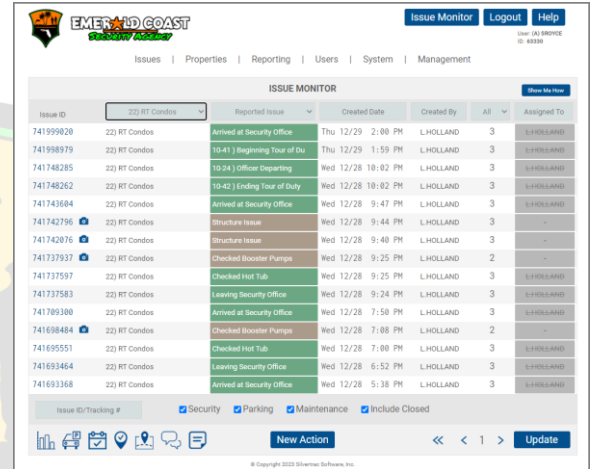 EMERALD COAST
SECURITY AGENCY
Issue Monitor Logout Help
User: (A) SROYCE
ID: 63330
Issues | Properties | Reporting | Users | System | Management
ISSUE MONITOR Show Me How
Issue ID 22) RT Condos Reported Issue Created Date Created By All Assigned To
741999020 22) RT Condos Arrived at Security Office Thu 12/29 2:00 PM L.HOLLAND 3 L.HOLLAND
741998979 22) RT Condos 10-41 ) Beginning Tour of Du Thu 12/29 1:59 PM L.HOLLAND 3 L.HOLLAND
741748285 22) RT Condos 10-24 ) Officer Departing Wed 12/28 10:02 PM L.HOLLAND 3 L.HOLLAND
741748262 22) RT Condos 10-42 ) Ending Tour of Duty Wed 12/28 10:02 PM L.HOLLAND 3 L.HOLLAND
741743604 22) RT Condos Arrived at Security Office Wed 12/28 9:47 PM L.HOLLAND 3 L.HOLLAND
741742796 22) RT Condos Structure Issue Wed 12/28 9:44 PM L.HOLLAND 3 -
741742076 22) RT Condos Structure Issue Wed 12/28 9:40 PM L.HOLLAND 3 -
741737937 22) RT Condos Checked Booster Pumps Wed 12/28 9:25 PM L.HOLLAND 2 -
741737597 22) RT Condos Checked Hot Tub Wed 12/28 9:25 PM L.HOLLAND 3 L.HOLLAND
741737583 22) RT Condos Leaving Security Office Wed 12/28 9:24 PM L.HOLLAND 3 L.HOLLAND
741709300 22) RT Condos Arrived at Security Office Wed 12/28 7:50 PM L.HOLLAND 3 L.HOLLAND
741698484 22) RT Condos Checked Booster Pumps Wed 12/28 7:08 PM L.HOLLAND 2 -
741695551 22) RT Condos Checked Hot Tub Wed 12/28 7:00 PM L.HOLLAND 3 L.HOLLAND
741693464 22) RT Condos Leaving Security Office Wed 12/28 6:52 PM L.HOLLAND 3 L.HOLLAND
741693368 22) RT Condos Arrived at Security Office Wed 12/28 5:38 PM L.HOLLAND 3 L.HOLLAND
Issue ID/Tracking # Security Parking Maintenance Include Closed
New Action << < 1 > Update
© Copyright 2023 Silvermac Software, Inc.